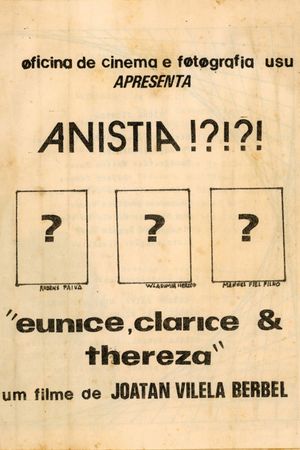 oficina de cinema e fotografia usu
APRESENTA
ANISTIA !?!?!
? ? ?
RUBENS PAIVA WLADIMIR HERZOG MANOEL FIEL FILHO
"eunice, clarice &
thereza"
um filme de JOATAN VILELA BERBEL